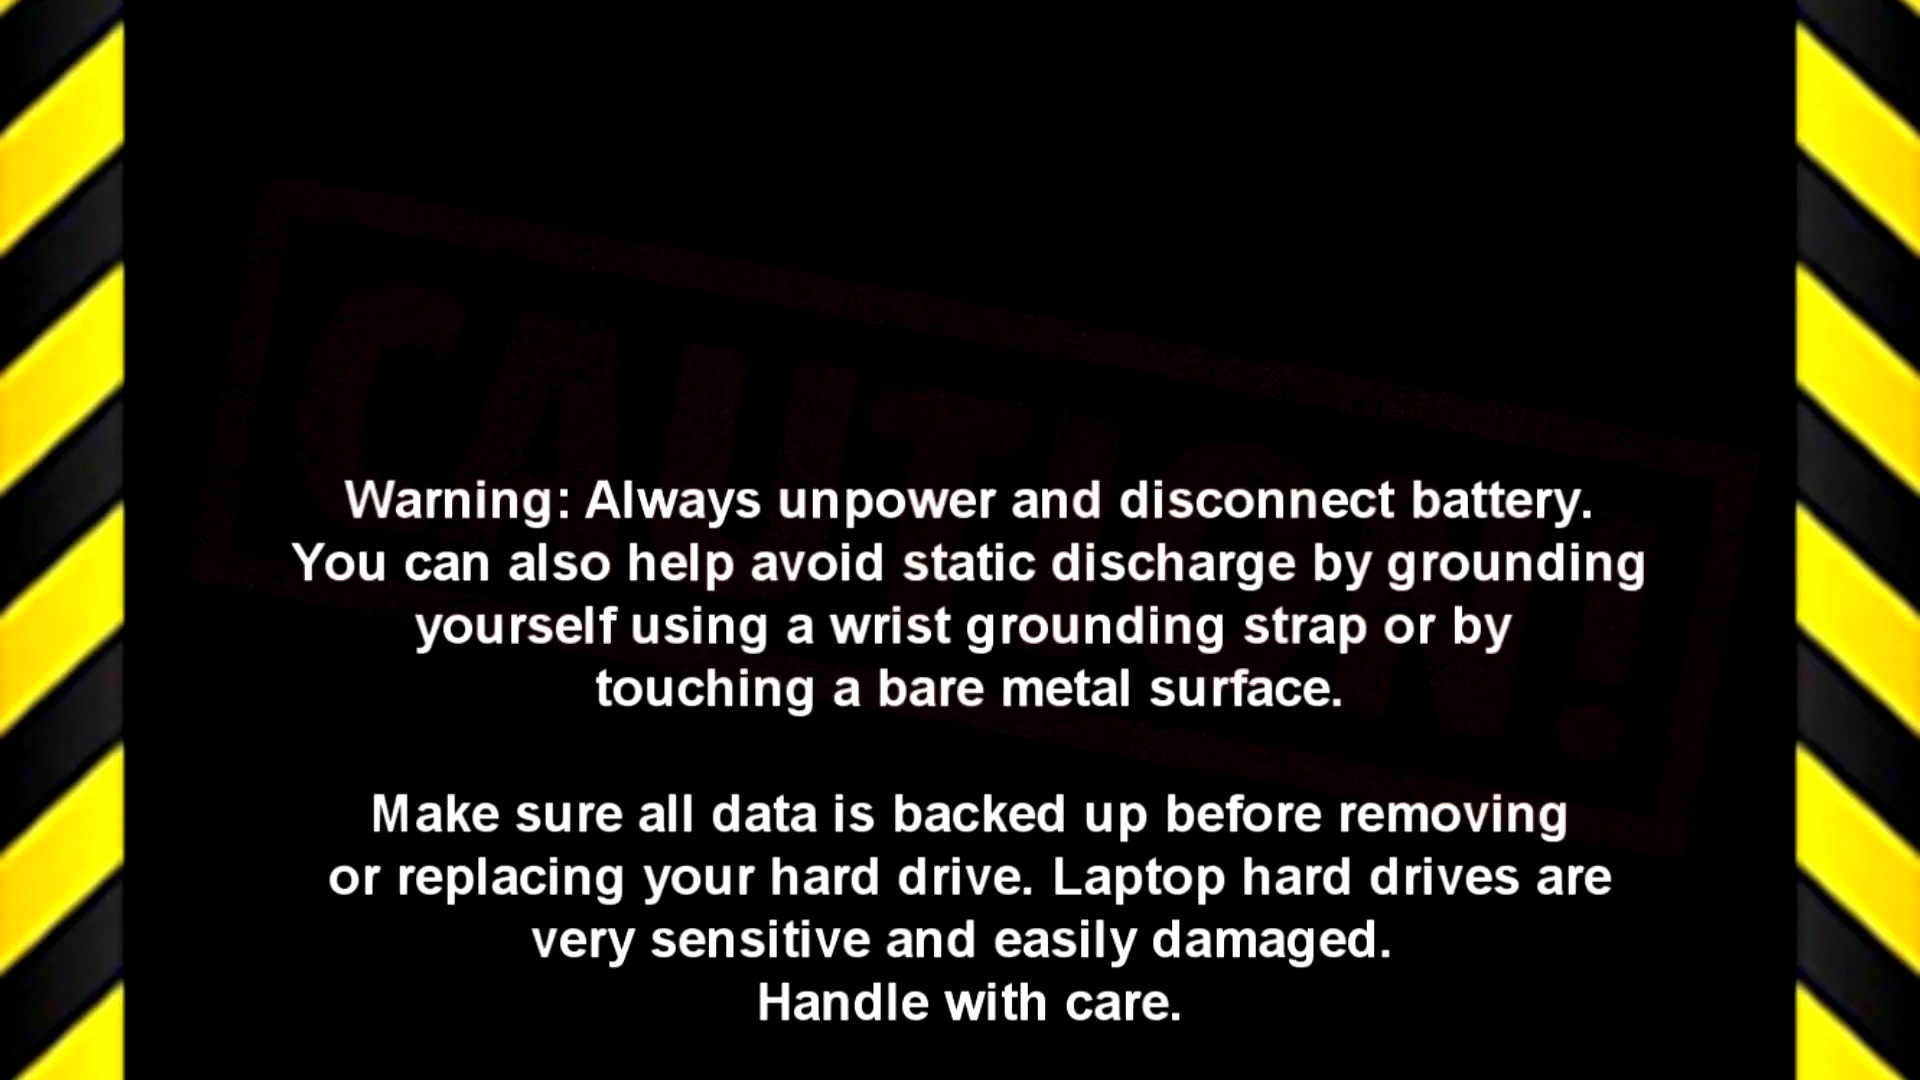 CAUTION!
Warning: Always unpower and disconnect battery.
You can also help avoid static discharge by grounding
yourself using a wrist grounding strap or by
touching a bare metal surface.
Make sure all data is backed up before removing
or replacing your hard drive. Laptop hard drives are
very sensitive and easily damaged.
Handle with care.